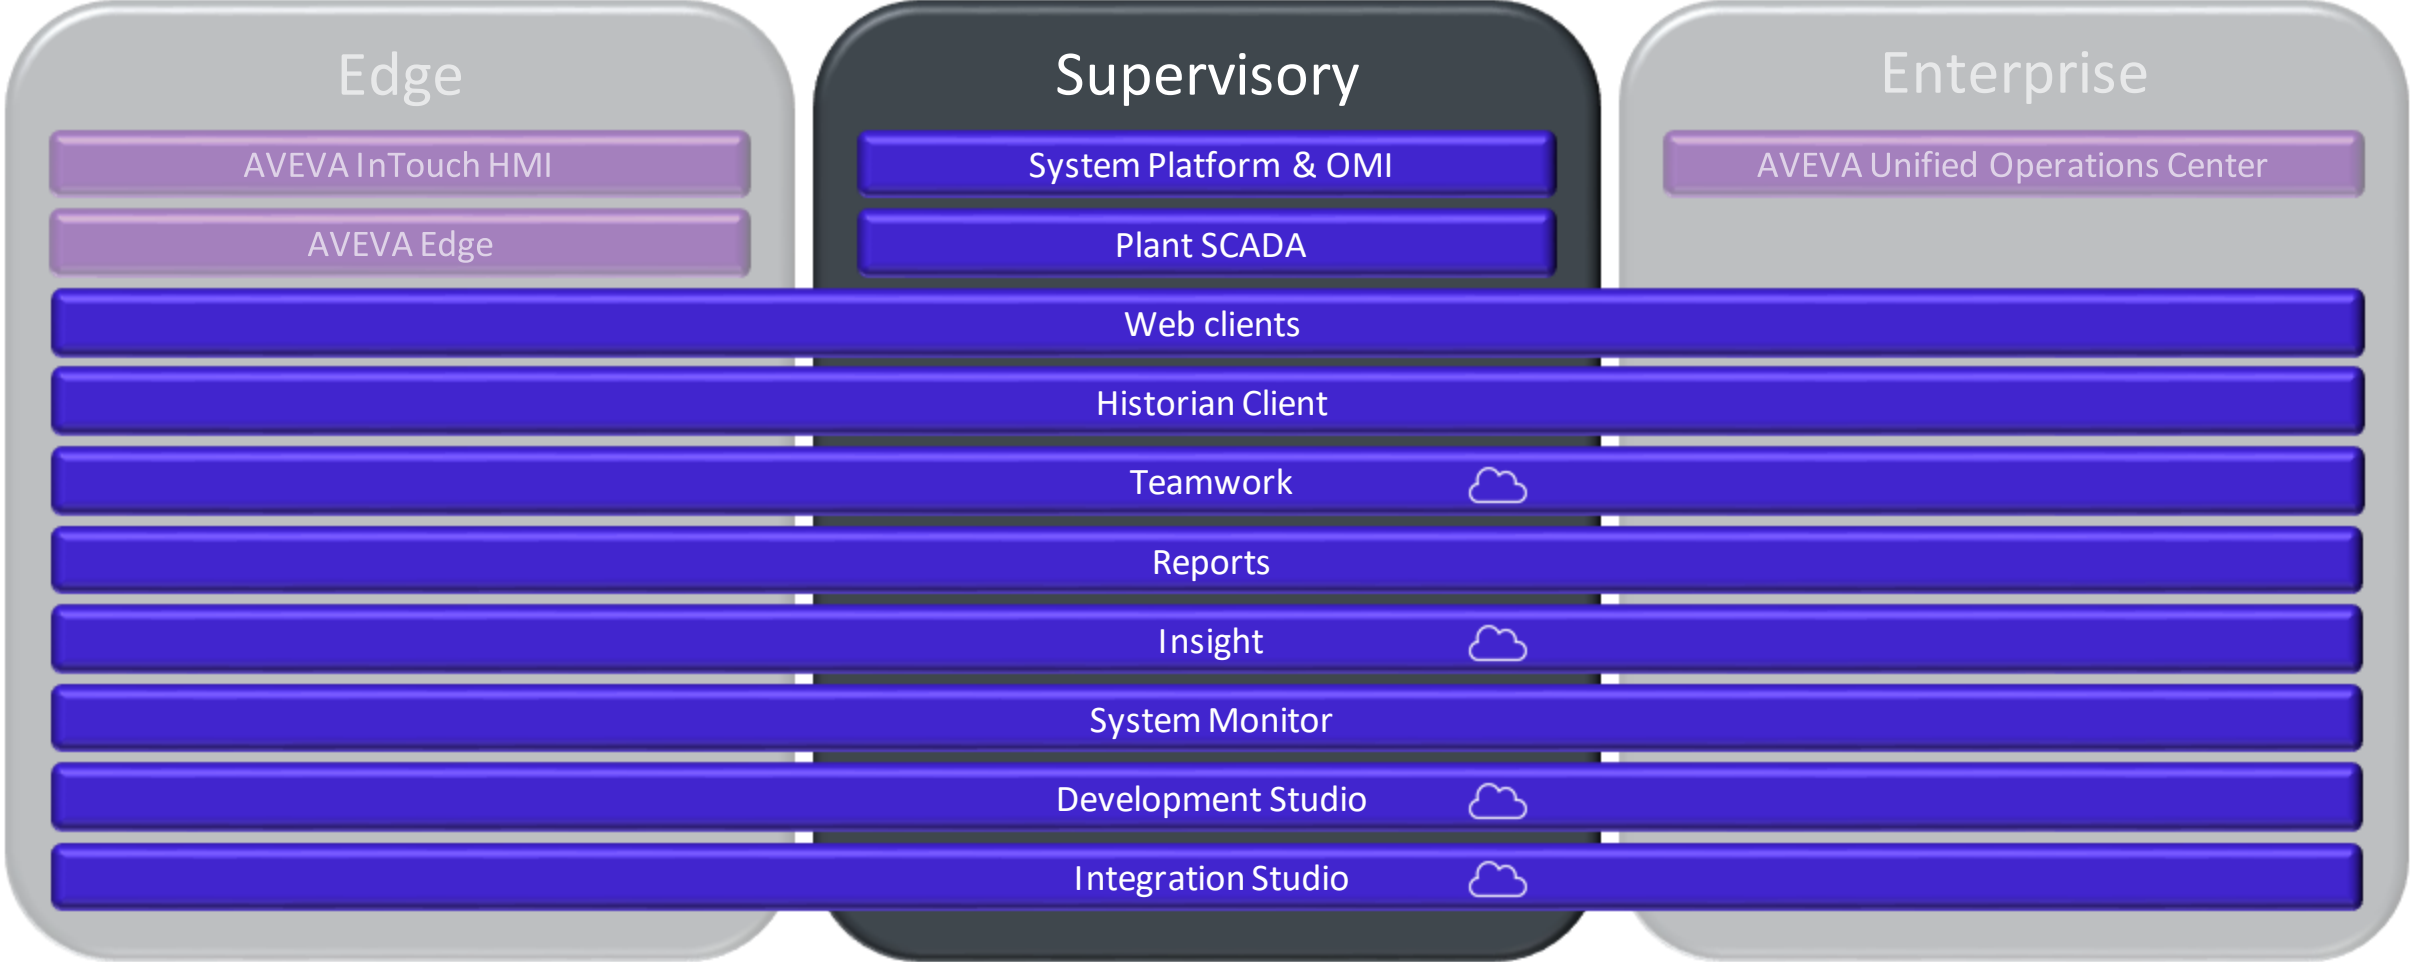 Edge
Supervisory
Enterprise
AVEVA InTouch HMI
System Platform & OMI
AVEVA Unified Operations Center
AVEVA Edge
Plant SCADA
Web clients
Historian Client
Teamwork
Reports
Insight
System Monitor
Development Studio
Integration Studio